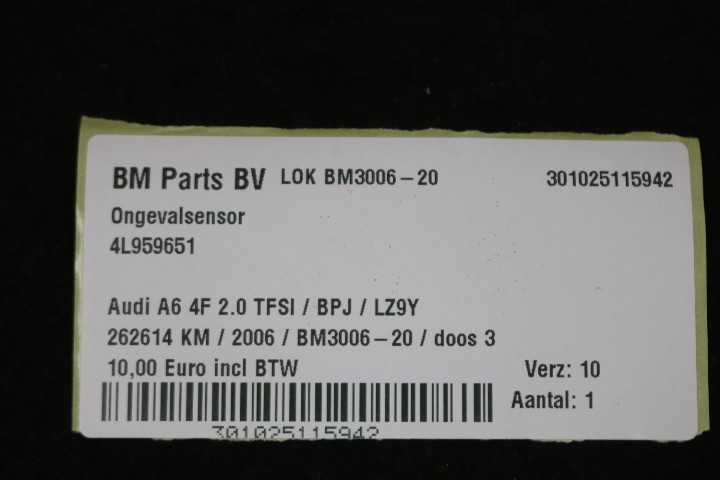 BM Parts BV LOK BM3006-20 301025115942
Ongevalsensor
4L959651
Audi A6 4F 2.0 TFSI / BPJ / LZ9Y
262614 KM / 2006 / BM3006-20 / doos 3
10,00 Euro incl BTW Verz: 10
Aantal: 1
301025115942